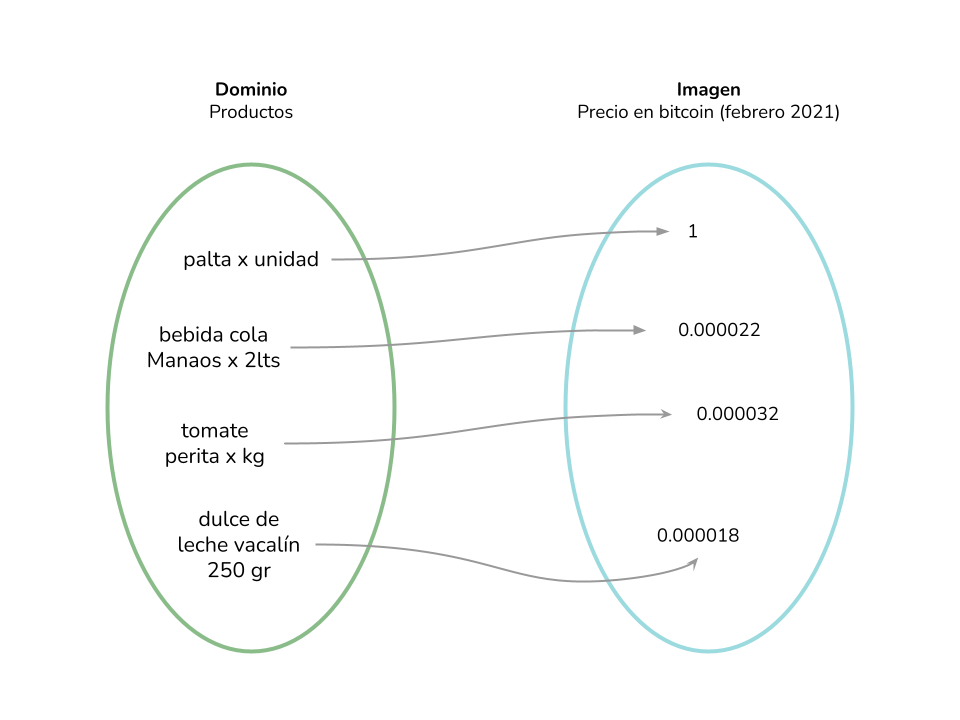 Dominio
Productos
Imagen
Precio en bitcoin (febrero 2021)
palta x unidad
1
bebida cola
Manaos x 2lts
0.000022
tomate
perita x kg
0.000032
dulce de
leche vacalín
250 gr
0.000018